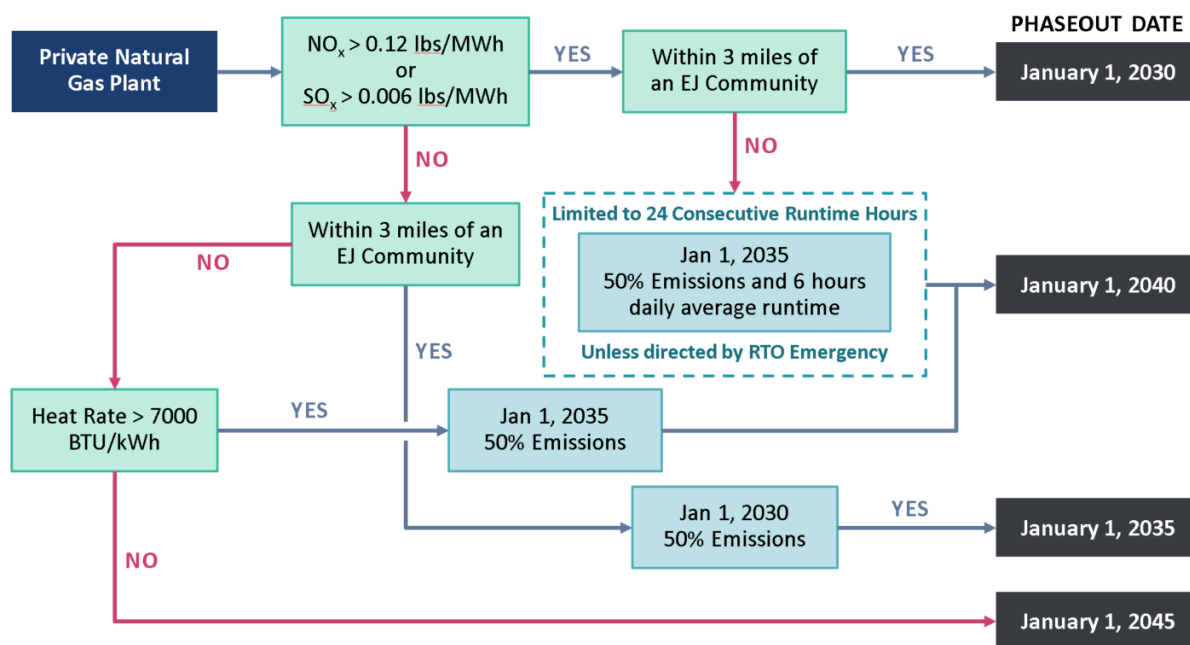 PHASEOUT DATE
Private Natural
Gas Plant
NOx > 0.12 lbs/MWh
or
SOx > 0.006 lbs/MWh
YES
Within 3 miles of
an EJ Community
YES
January 1, 2030
NO
NO
Within 3 miles of an
EJ Community
NO
Limited to 24 Consecutive Runtime Hours
Jan 1, 2035
50% Emissions and 6 hours
daily average runtime
Unless directed by RTO Emergency
January 1, 2040
YES
Heat Rate > 7000
BTU/kWh
YES
Jan 1, 2035
50% Emissions
Jan 1, 2030
50% Emissions
YES
January 1, 2035
NO
January 1, 2045